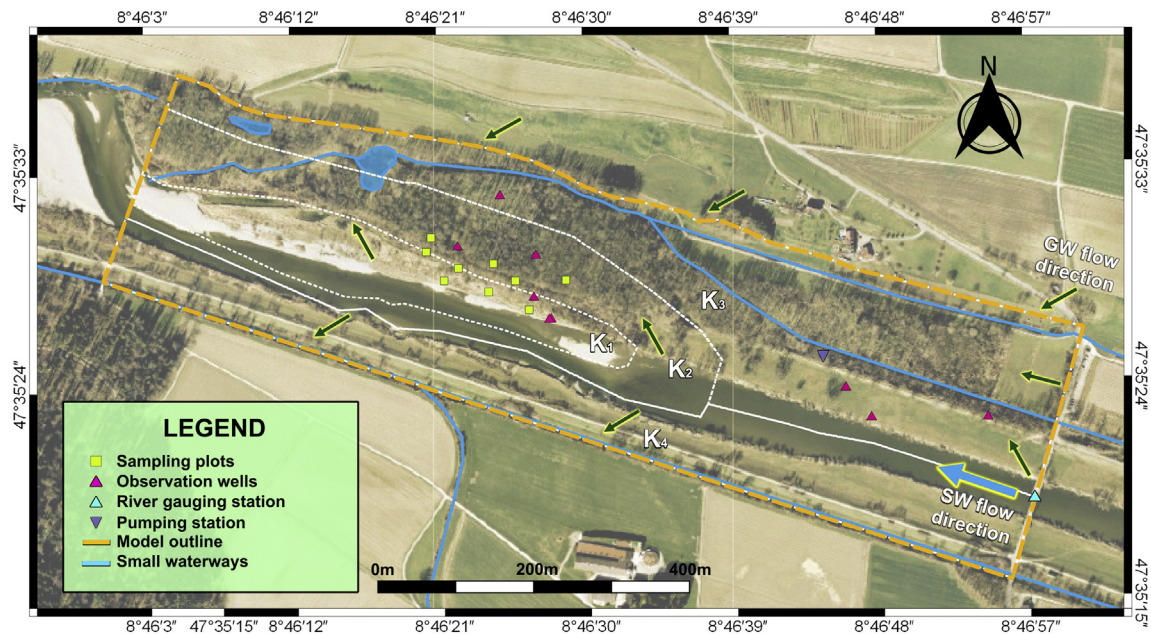 8°46′3″ 8°46′12″ 8°46′21″ 8°46′30″ 8°46′39″ 8°46′48″ 8°46′57″
N
47°35′33″
47°35′33″
GW flow
direction
K3
K1
K2
47°35′24″
47°35′24″
K4
LEGEND
Sampling plots
Observation wells
River gauging station
Pumping station
Model outline
Small waterways
SW flow
direction
0m 200m 400m
47°35′15″
8°46′3″ 47°35′15″ 8°46′12″ 8°46′21″ 8°46′30″ 8°46′39″ 8°46′48″ 8°46′57″